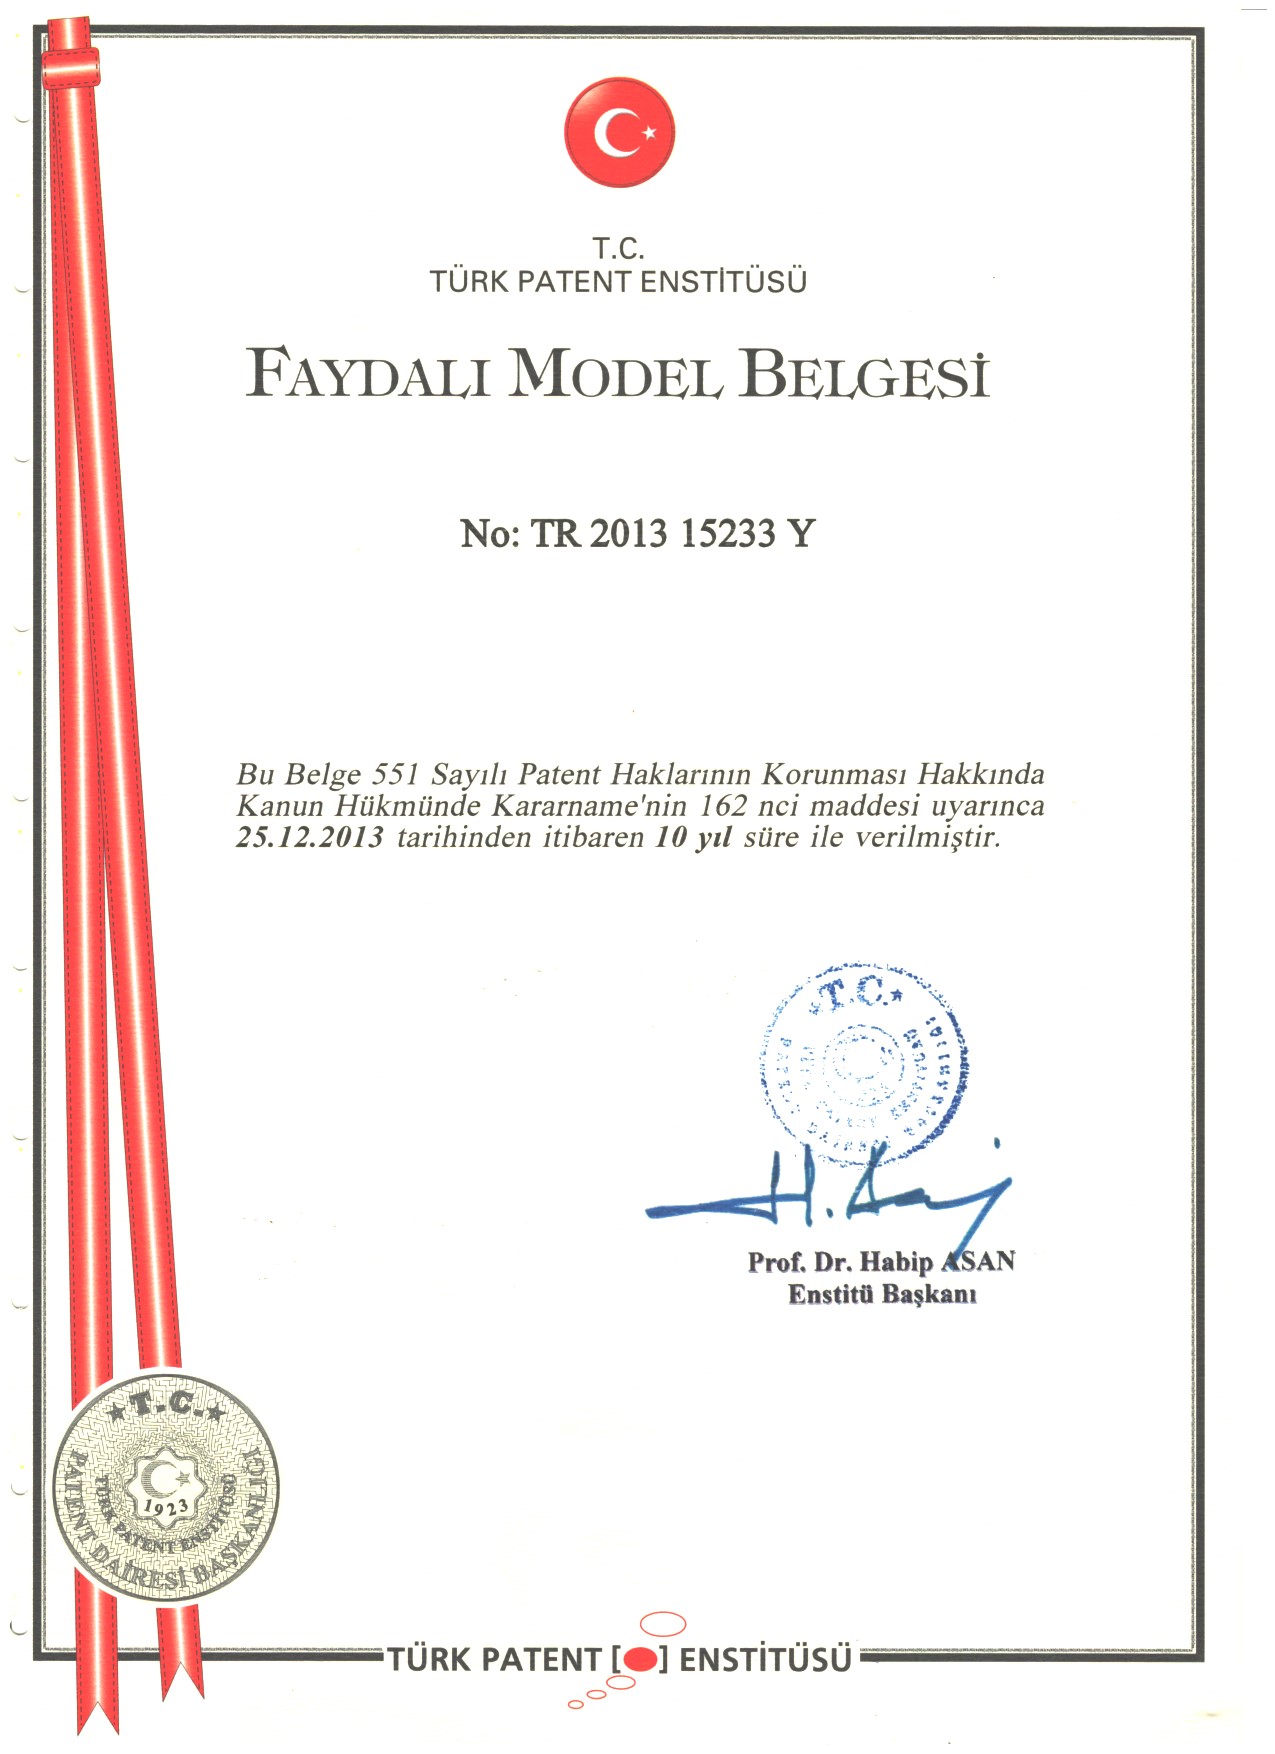 T.C.
TÜRK PATENT ENSTİTÜSÜ
FAYDALI MODEL BELGESİ
No: TR 2013 15233 Y
Bu Belge 551 Sayılı Patent Haklarının Korunması Hakkında
Kanun Hükmünde Kararname'nin 162 nci maddesi uyarınca
25.12.2013 tarihinden itibaren 10 yıl süre ile verilmiştir.
T.C.
H. Asan
Prof. Dr. Habip ASAN
Enstitü Başkanı
T.C.
PATENT DAİRESİ BAŞKANLIĞI
TÜRK PATENT ENSTİTÜSÜ
1923
TÜRK PATENT [ ] ENSTİTÜSÜ